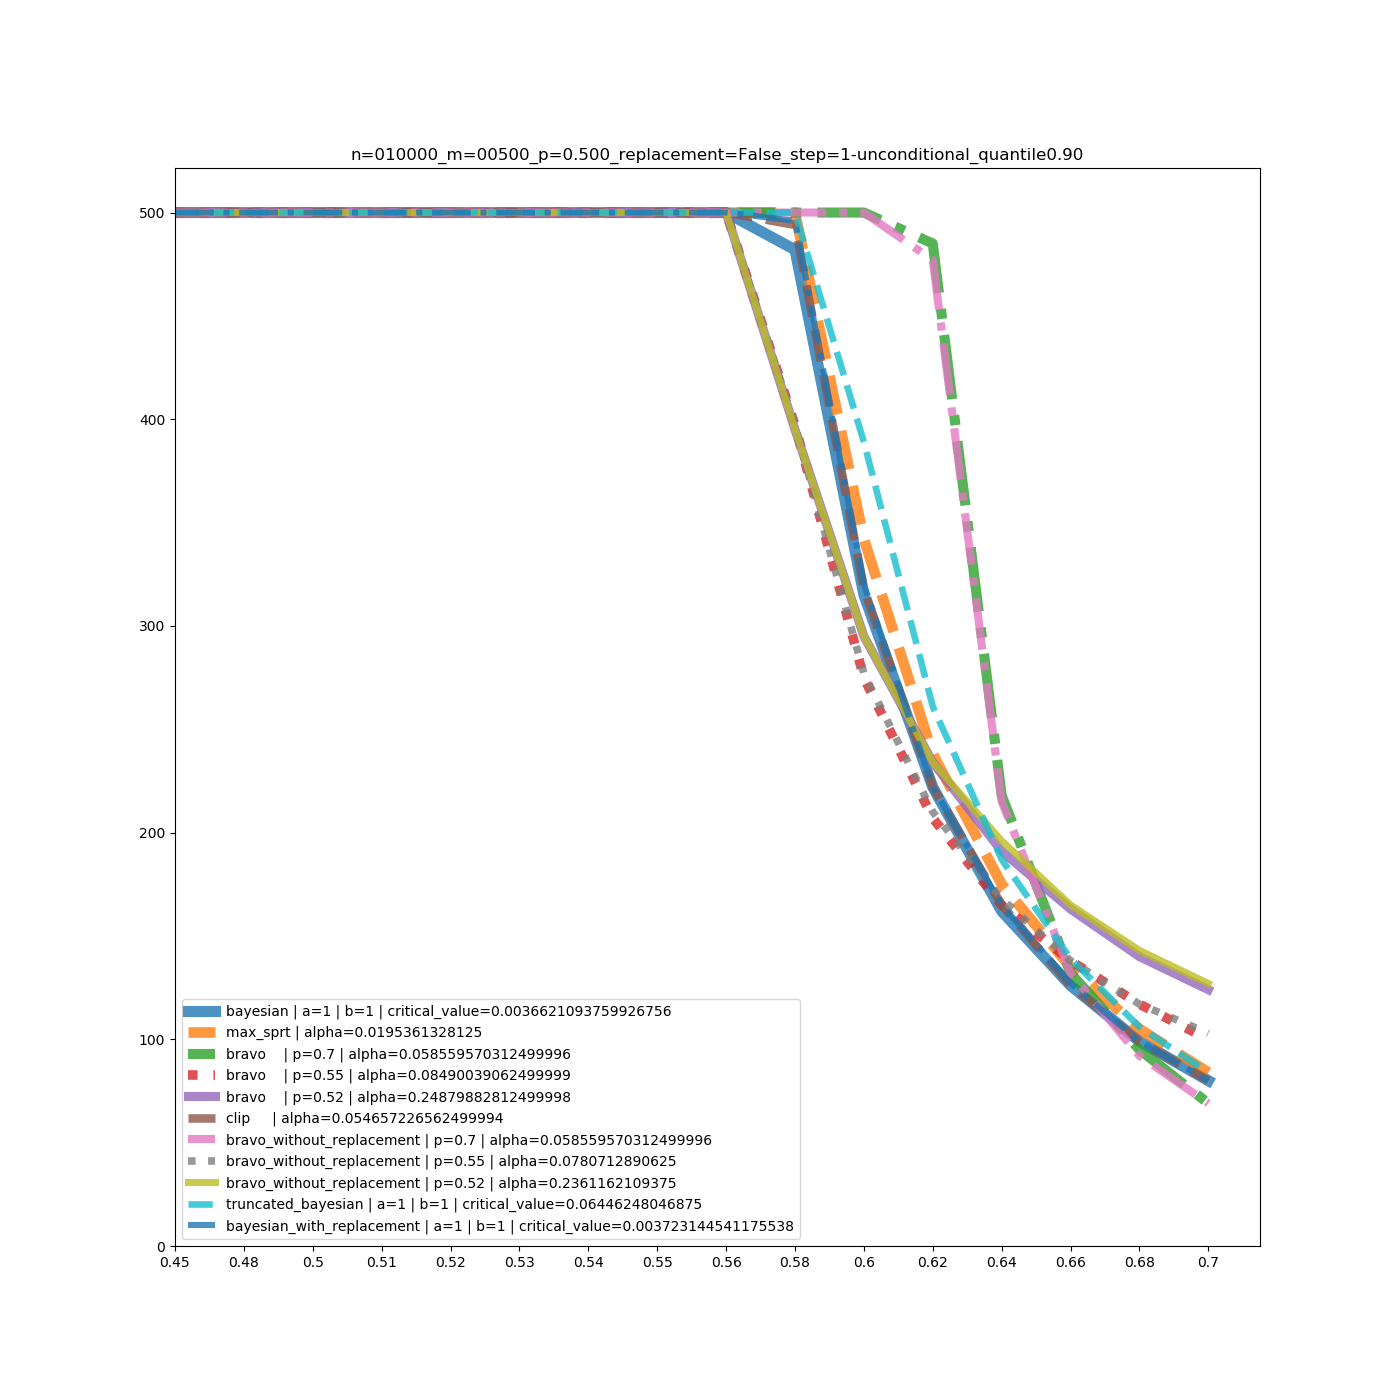 n=010000_m=00500_p=0.500_replacement=False_step=1-unconditional_quantile0.90
500
400
300
200
100
0
bayesian | a=1 | b=1 | critical_value=0.0036621093759926756
max_sprt | alpha=0.0195361328125
bravo    | p=0.7 | alpha=0.058559570312499996
bravo    | p=0.55 | alpha=0.08490039062499999
bravo    | p=0.52 | alpha=0.24879882812499998
clip     | alpha=0.054657226562499994
bravo_without_replacement | p=0.7 | alpha=0.058559570312499996
bravo_without_replacement | p=0.55 | alpha=0.0780712890625
bravo_without_replacement | p=0.52 | alpha=0.2361162109375
truncated_bayesian | a=1 | b=1 | critical_value=0.06446248046875
bayesian_with_replacement | a=1 | b=1 | critical_value=0.003723144541175538
0.45 0.48 0.5 0.51 0.52 0.53 0.54 0.55 0.56 0.58 0.6 0.62 0.64 0.66 0.68 0.7